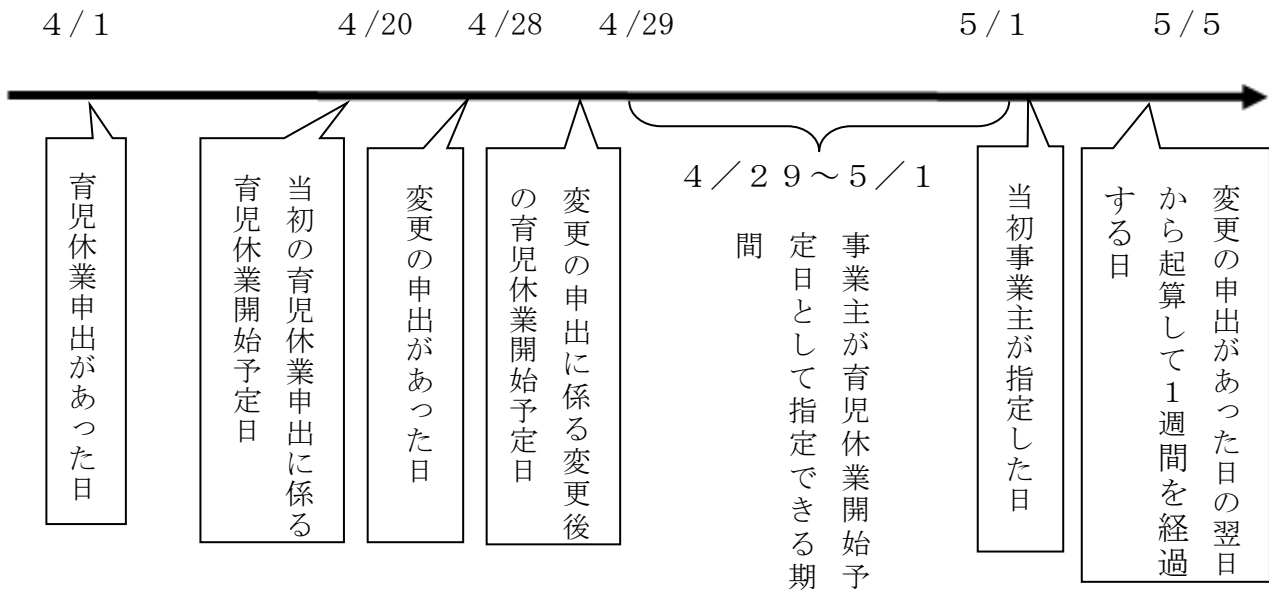 ４/１
４/20
４/28
４/29
５/１
５/５
育児休業申出があった日
当初の育児休業申出に係る
育児休業開始予定日
変更の申出があった日
変更の申出に係る変更後
の育児休業開始予定日
４／２９～５／１
事業主が育児休業開始予
定日として指定できる期
間
当初事業主が指定した日
変更の申出があった日の翌日
から起算して１週間を経過
する日